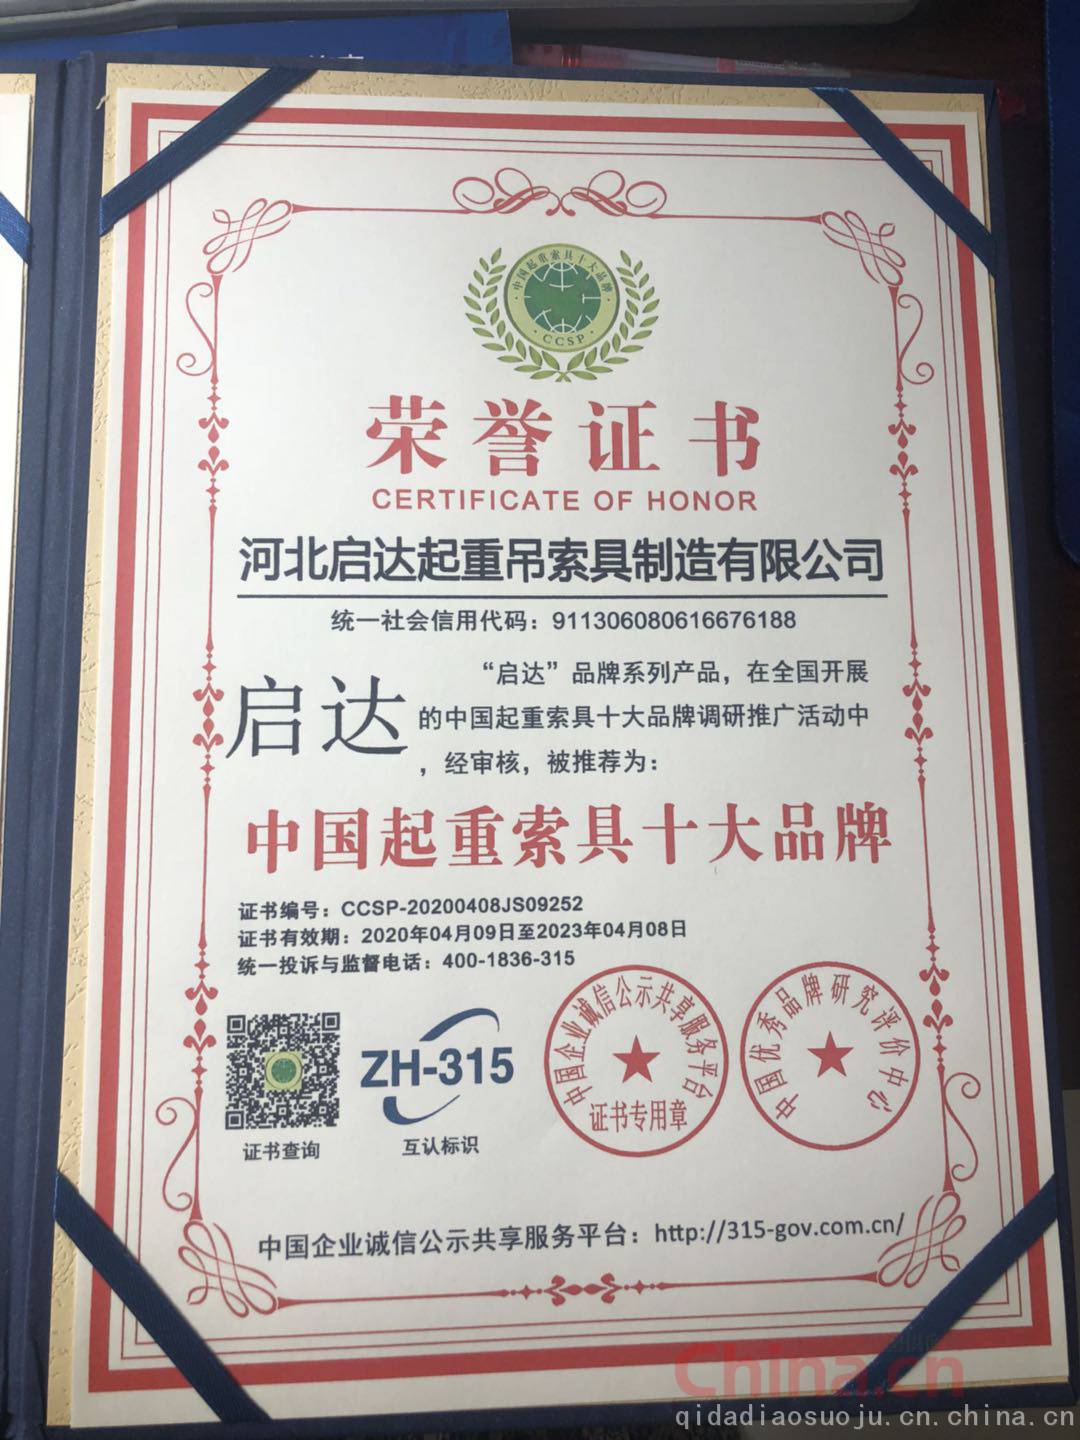 中国起重索具十大品牌
·CCSP·
荣誉证书
CERTIFICATE OF HONOR
河北启达起重吊索具制造有限公司
统一社会信用代码：911306080616676188
启达
“启达”品牌系列产品，在全国开展
的中国起重索具十大品牌调研推广活动中
，经审核，被推荐为：
中国起重索具十大品牌
证书编号：CCSP-20200408JS09252
证书有效期：2020年04月09日至2023年04月08日
统一投诉与监督电话：400-1836-315
证书查询
ZH-315
互认标识
中国企业诚信公示共享服务平台
证书专用章
中国优秀品牌研究评价中心
中国企业诚信公示共享服务平台：http://315-gov.com.cn/
China.cn
qidadiaosuoju.cn.china.cn